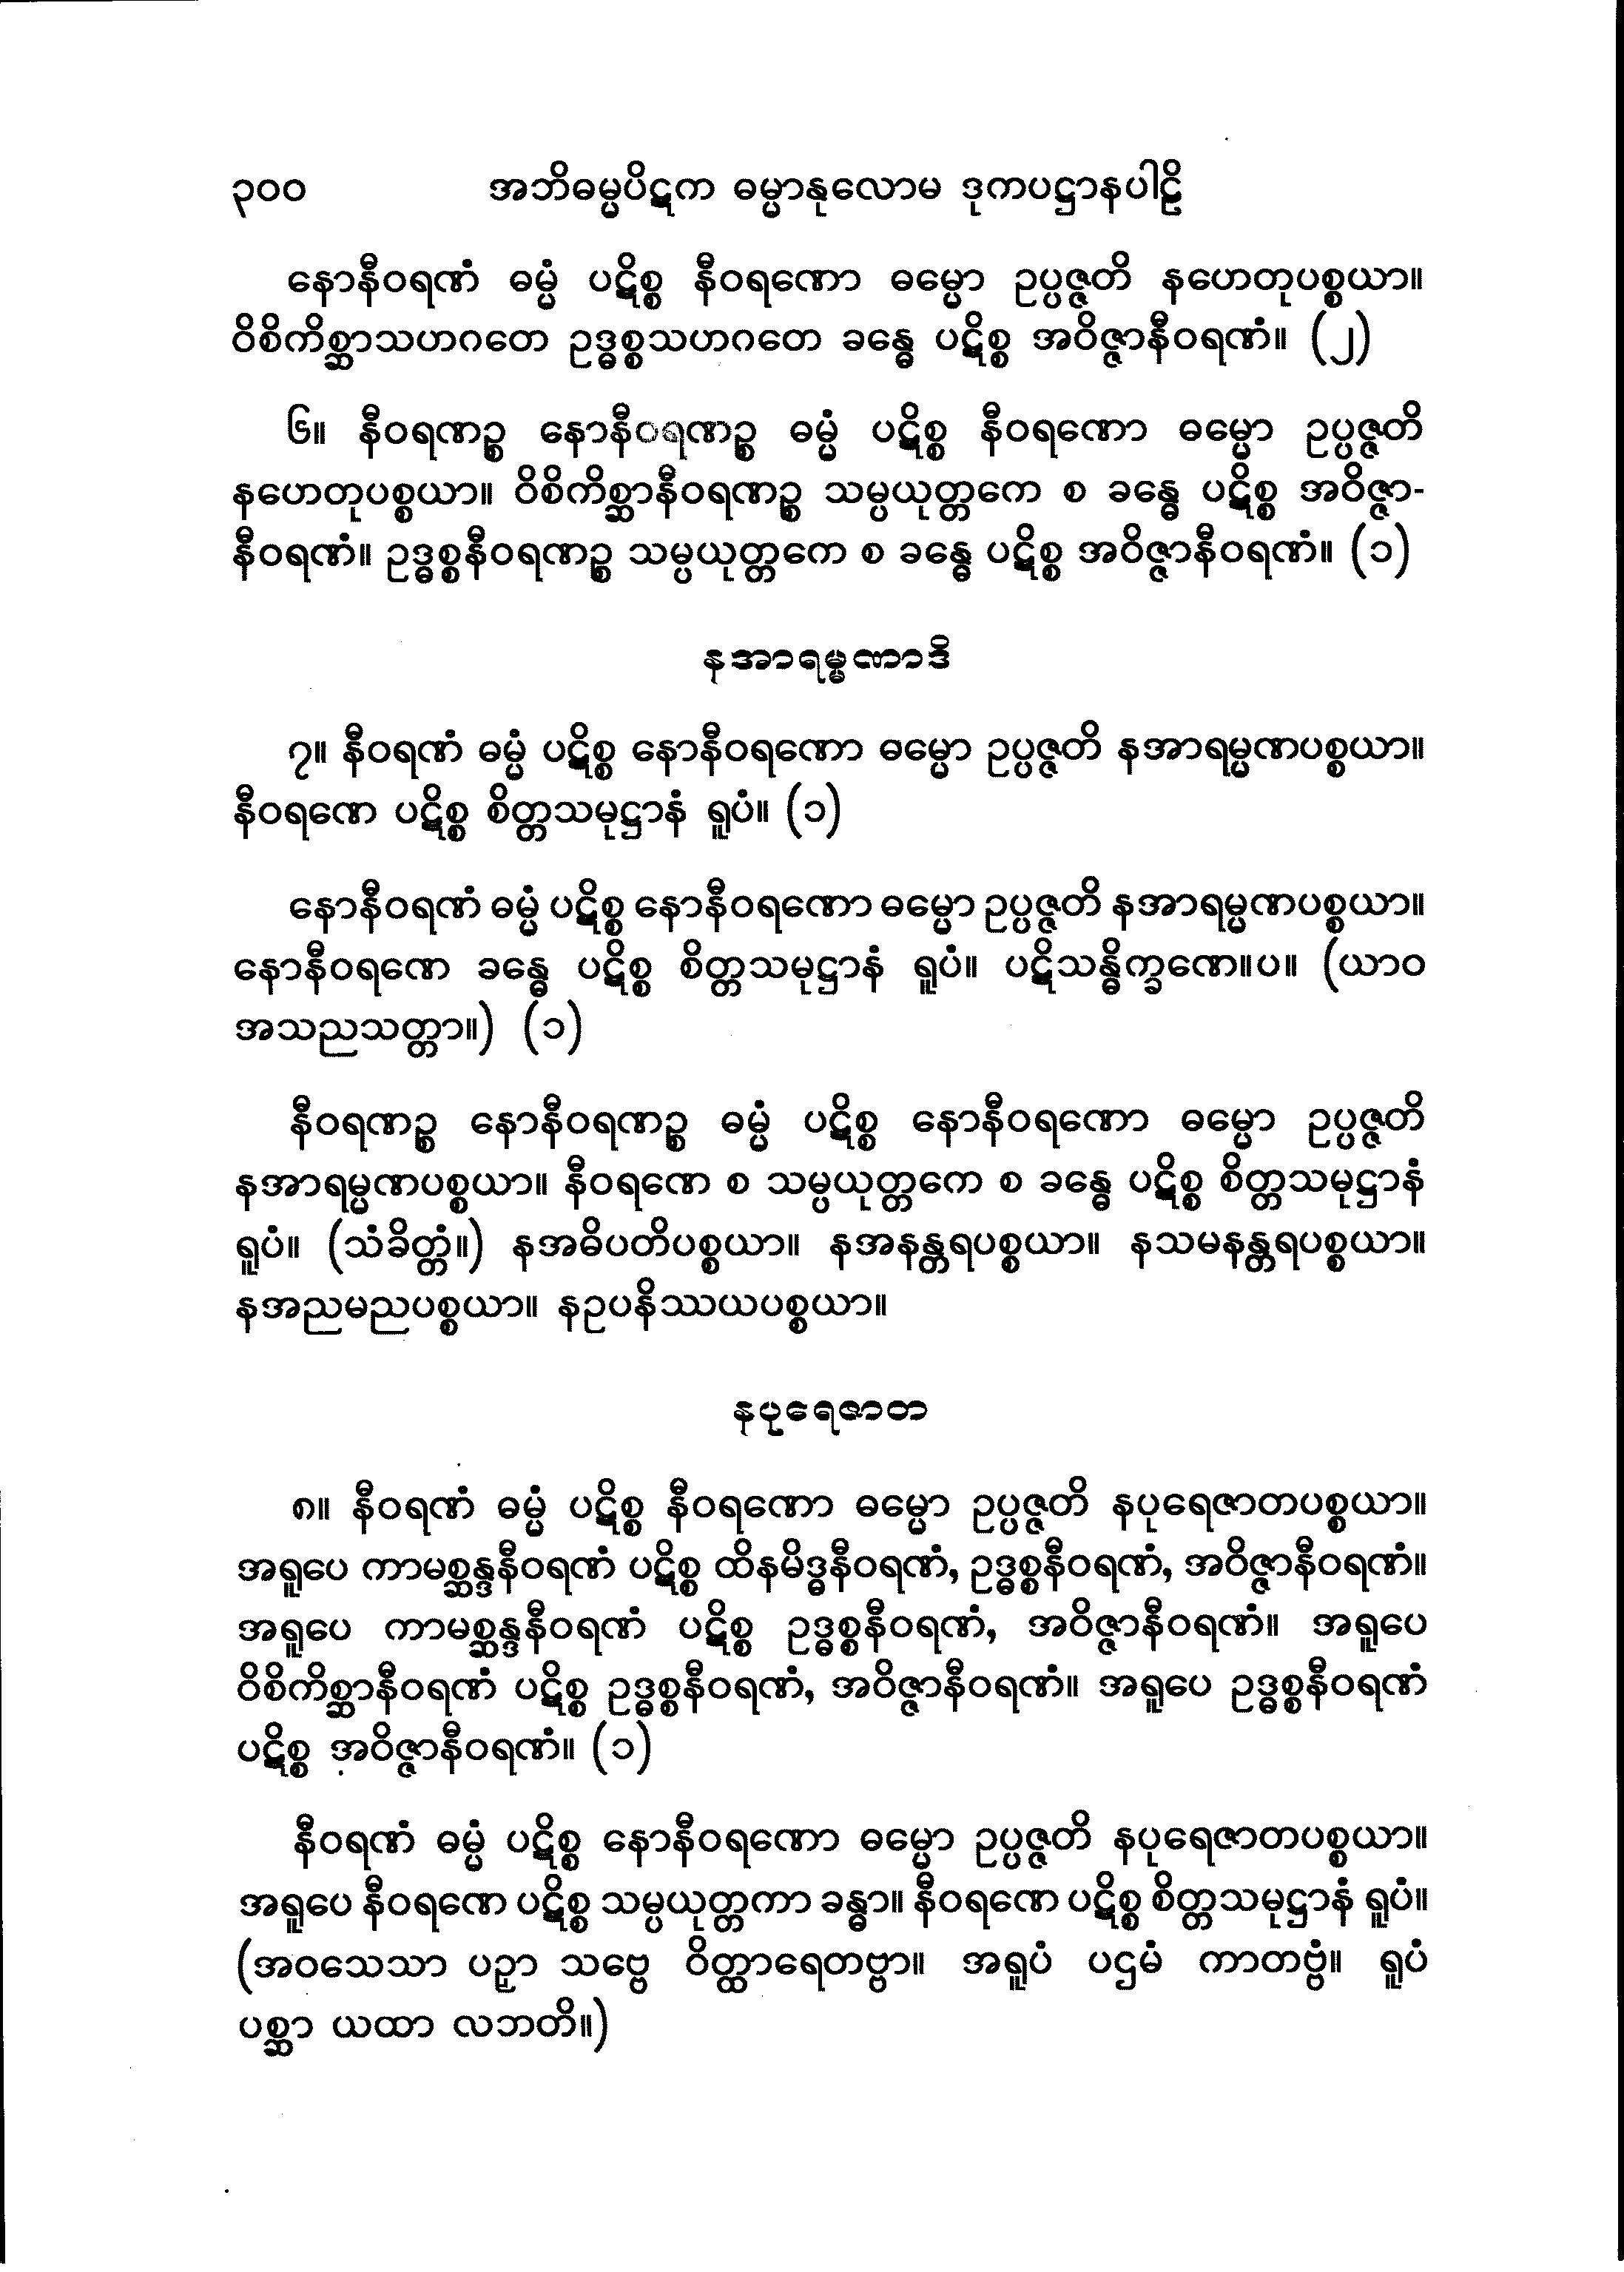 ၃၀၀ အဘိဓမ္မပိဋက ဓမ္မာနုလောမ ဒုကပဋ္ဌာနပါဠိ
နောနီဝရဏံ ဓမ္မံ ပဋိစ္စ နီဝရဏော ဓမ္မော ဥပ္ပဇ္ဇတိ နဟေတုပစ္စယာ။
ဝိစိကိစ္ဆာသဟဂတေ ဥဒ္ဓစ္စသဟဂတေ ခန္ဓေ ပဋိစ္စ အဝိဇ္ဇာနီဝရဏံ။ (၂)
၆။ နီဝရဏဉ္စ နောနီဝရဏဉ္စ ဓမ္မံ ပဋိစ္စ နီဝရဏော ဓမ္မော ဥပ္ပဇ္ဇတိ
နဟေတုပစ္စယာ။ ဝိစိကိစ္ဆာနီဝရဏဉ္စ သမ္ပယုတ္တကေ စ ခန္ဓေ ပဋိစ္စ အဝိဇ္ဇာ-
နီဝရဏံ။ ဥဒ္ဓစ္စနီဝရဏဉ္စ သမ္ပယုတ္တကေ စ ခန္ဓေ ပဋိစ္စ အဝိဇ္ဇာနီဝရဏံ။ (၁)
နအာရမ္မဏာဒိ
၇။ နီဝရဏံ ဓမ္မံ ပဋိစ္စ နောနီဝရဏော ဓမ္မော ဥပ္ပဇ္ဇတိ နအာရမ္မဏပစ္စယာ။
နီဝရဏေ ပဋိစ္စ စိတ္တသမုဋ္ဌာနံ ရူပံ။ (၁)
နောနီဝရဏံ ဓမ္မံ ပဋိစ္စ နောနီဝရဏော ဓမ္မော ဥပ္ပဇ္ဇတိ နအာရမ္မဏပစ္စယာ။
နောနီဝရဏေ ခန္ဓေ ပဋိစ္စ စိတ္တသမုဋ္ဌာနံ ရူပံ။ ပဋိသန္ဓိက္ခဏေ။ပ။ (ယာဝ
အသညသတ္တာ။) (၁)
နီဝရဏဉ္စ နောနီဝရဏဉ္စ ဓမ္မံ ပဋိစ္စ နောနီဝရဏော ဓမ္မော ဥပ္ပဇ္ဇတိ
နအာရမ္မဏပစ္စယာ။ နီဝရဏေ စ သမ္ပယုတ္တကေ စ ခန္ဓေ ပဋိစ္စ စိတ္တသမုဋ္ဌာနံ
ရူပံ။ (သံခိတ္တံ။) နအဓိပတိပစ္စယာ။ နအနန္တရပစ္စယာ။ နသမနန္တရပစ္စယာ။
နအညမညပစ္စယာ။ နဥပနိဿယပစ္စယာ။
နပုရေဇာတ
၈။ နီဝရဏံ ဓမ္မံ ပဋိစ္စ နီဝရဏော ဓမ္မော ဥပ္ပဇ္ဇတိ နပုရေဇာတပစ္စယာ။
အရူပေ ကာမစ္ဆန္ဒနီဝရဏံ ပဋိစ္စ ထိနမိဒ္ဓနီဝရဏံ, ဥဒ္ဓစ္စနီဝရဏံ, အဝိဇ္ဇာနီဝရဏံ။
အရူပေ ကာမစ္ဆန္ဒနီဝရဏံ ပဋိစ္စ ဥဒ္ဓစ္စနီဝရဏံ, အဝိဇ္ဇာနီဝရဏံ။ အရူပေ
ဝိစိကိစ္ဆာနီဝရဏံ ပဋိစ္စ ဥဒ္ဓစ္စနီဝရဏံ, အဝိဇ္ဇာနီဝရဏံ။ အရူပေ ဥဒ္ဓစ္စနီဝရဏံ
ပဋိစ္စ အဝိဇ္ဇာနီဝရဏံ။ (၁)
နီဝရဏံ ဓမ္မံ ပဋိစ္စ နောနီဝရဏော ဓမ္မော ဥပ္ပဇ္ဇတိ နပုရေဇာတပစ္စယာ။
အရူပေ နီဝရဏေ ပဋိစ္စ သမ္ပယုတ္တကာ ခန္ဓာ။ နီဝရဏေ ပဋိစ္စ စိတ္တသမုဋ္ဌာနံ ရူပံ။
(အဝသေသာ ပဉှာ သဗ္ဗေ ဝိတ္ထာရေတဗ္ဗာ။ အရူပံ ပဌမံ ကာတဗ္ဗံ။ ရူပံ
ပစ္ဆာ ယထာ လဘတိ။)